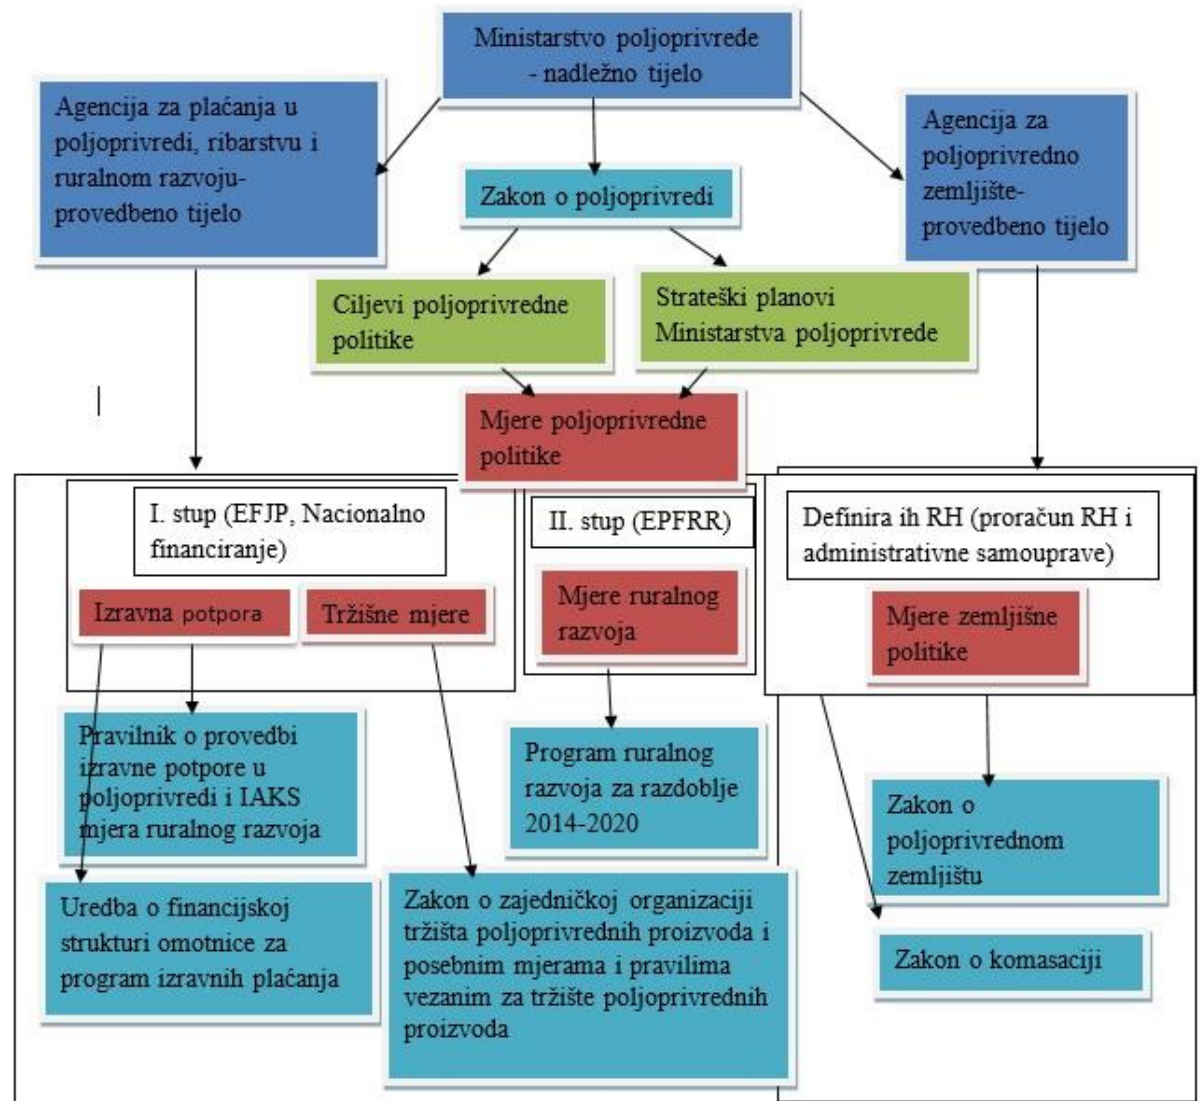 Ministarstvo poljoprivrede
- nadležno tijelo
Agencija za plaćanja u
poljoprivredi, ribarstvu i
ruralnom razvoju-
provedbeno tijelo
Agencija za
poljoprivredno
zemljište-
provedbeno tijelo
Zakon o poljoprivredi
Ciljevi poljoprivredne
politike
Strateški planovi
Ministarstva poljoprivrede
Mjere poljoprivredne
politike
I. stup (EFJP, Nacionalno
financiranje)
II. stup (EPFRR)
Definira ih RH (proračun RH i
administrativne samouprave)
Izravna potpora
Tržišne mjere
Mjere ruralnog
razvoja
Mjere zemljišne
politike
Pravilnik o provedbi
izravne potpore u
poljoprivredi i IAKS
mjera ruralnog razvoja
Program ruralnog
razvoja za razdoblje
2014-2020
Zakon o
poljoprivrednom
zemljištu
Uredba o financijskoj
strukturi omotnice za
program izravnih plaćanja
Zakon o zajedničkoj organizaciji
tržišta poljoprivrednih proizvoda i
posebnim mjerama i pravilima
vezanim za tržište poljoprivrednih
proizvoda
Zakon o komasaciji